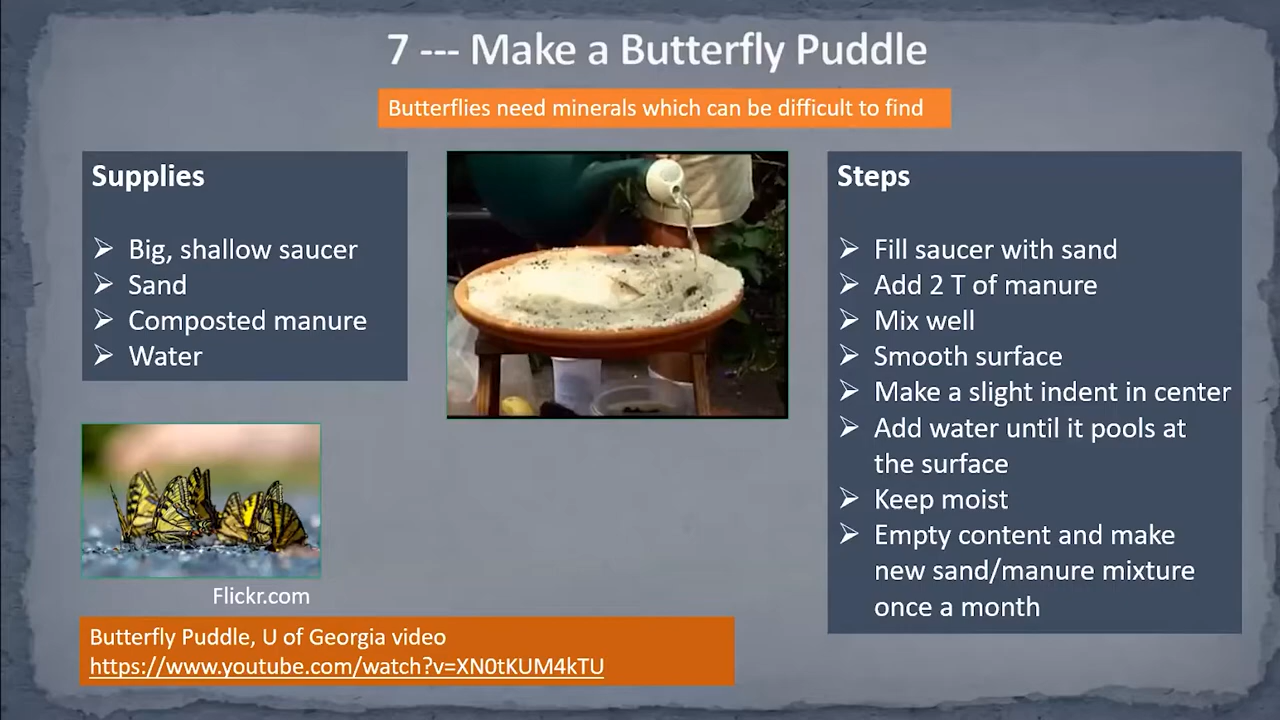 7 --- Make a Butterfly Puddle
Butterflies need minerals which can be difficult to find
Supplies
Big, shallow saucer
Sand
Composted manure
Water
Steps
Fill saucer with sand
Add 2 T of manure
Mix well
Smooth surface
Make a slight indent in center
Add water until it pools at
the surface
Keep moist
Empty content and make
new sand/manure mixture
once a month
Flickr.com
Butterfly Puddle, U of Georgia video
https://www.youtube.com/watch?v=XN0tKUM4kTU